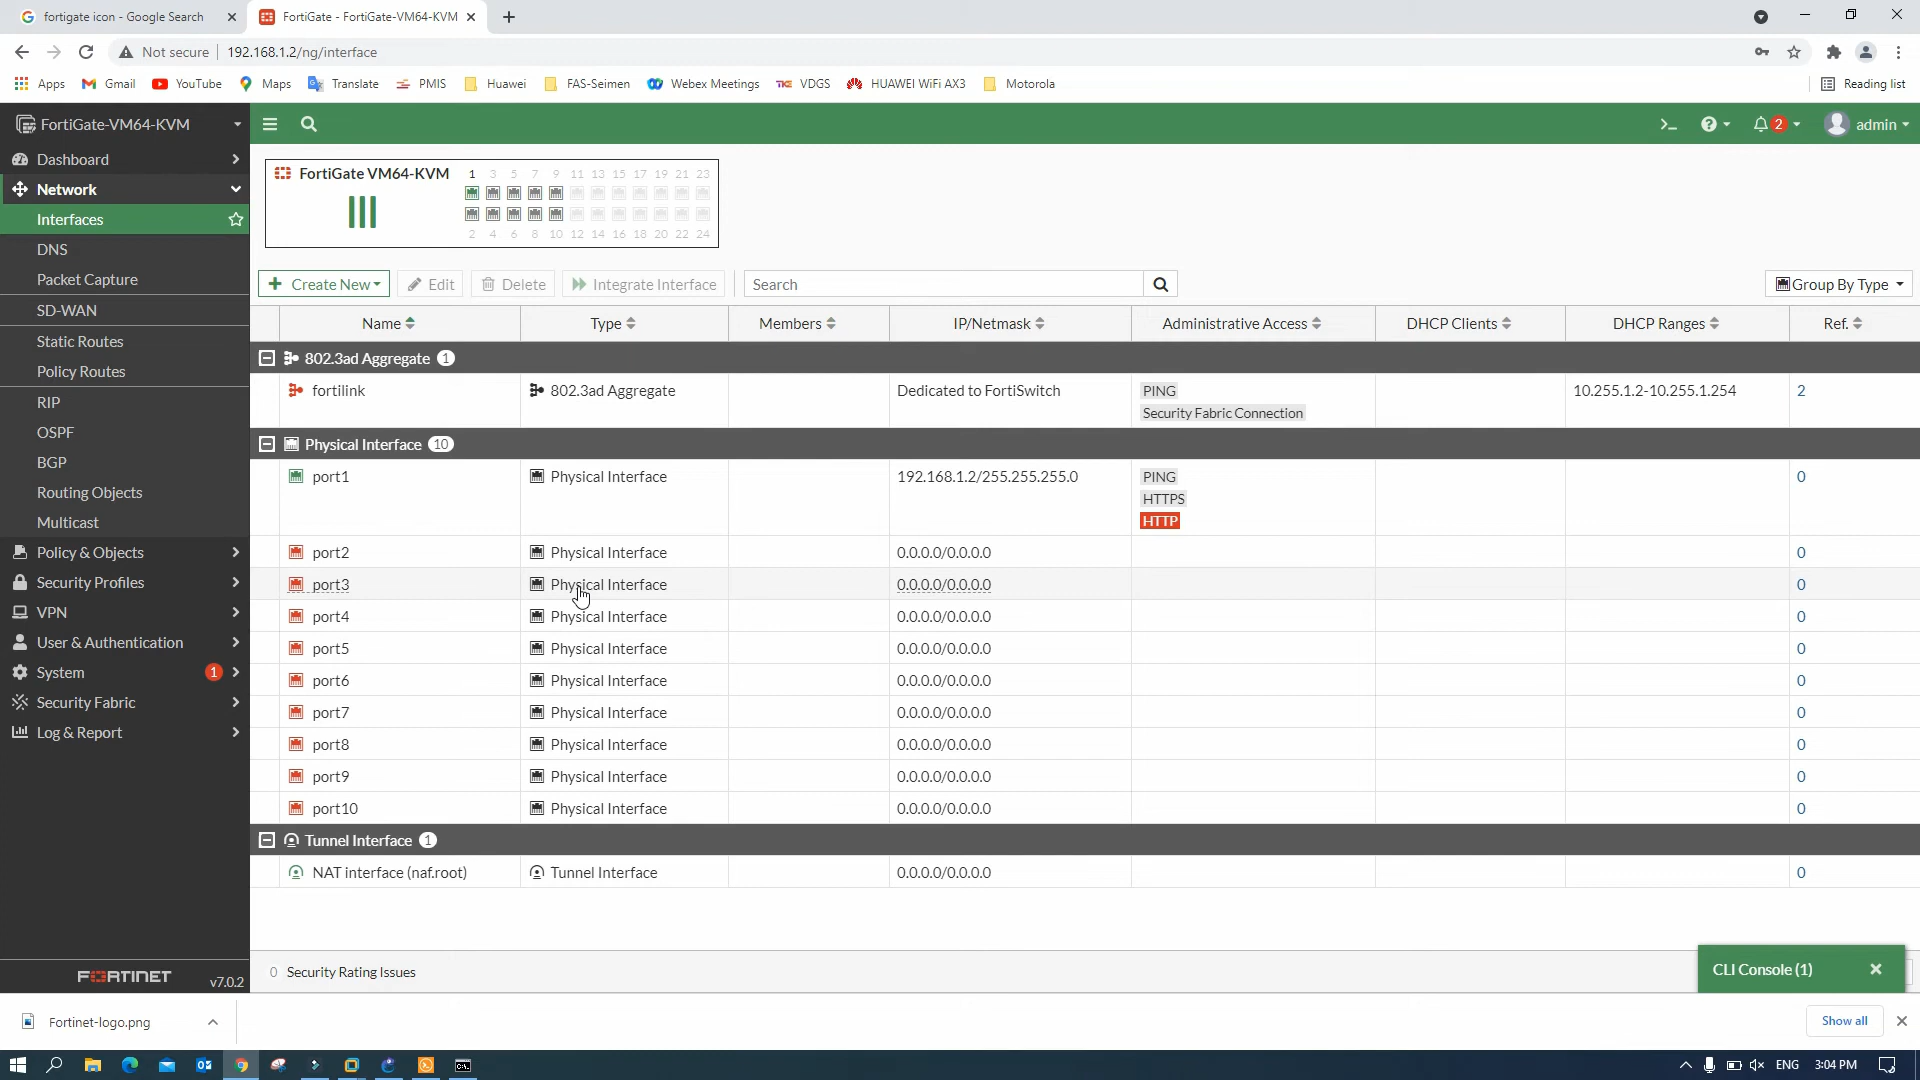 fortigate icon - Google Search
FortiGate - FortiGate-VM64-KVM
Not secure
192.168.1.2/ng/interface
Apps
Gmail
YouTube
Maps
Translate
PMIS
Huawei
FAS-Seimen
Webex Meetings
VDGS
HUAWEI WiFi AX3
Motorola
Reading list
FortiGate-VM64-KVM
>_
2
admin
Dashboard
Network
Interfaces
DNS
Packet Capture
SD-WAN
Static Routes
Policy Routes
RIP
OSPF
BGP
Routing Objects
Multicast
Policy & Objects
Security Profiles
VPN
User & Authentication
System 1
Security Fabric
Log & Report
FORTINET
v7.0.2
FortiGate VM64-KVM
1 3 5 7 9 11 13 15 17 19 21 23
2 4 6 8 10 12 14 16 18 20 22 24
Create New
Edit
Delete
Integrate Interface
Search
Group By Type
Name Type Members IP/Netmask Administrative Access DHCP Clients DHCP Ranges Ref.
802.3ad Aggregate 1
fortilink 802.3ad Aggregate Dedicated to FortiSwitch PING 10.255.1.2-10.255.1.254 2
Security Fabric Connection
Physical Interface 10
port1 Physical Interface 192.168.1.2/255.255.255.0 PING 0
HTTPS
HTTP
port2 Physical Interface 0.0.0.0/0.0.0.0 0
port3 Physical Interface 0.0.0.0/0.0.0.0 0
port4 Physical Interface 0.0.0.0/0.0.0.0 0
port5 Physical Interface 0.0.0.0/0.0.0.0 0
port6 Physical Interface 0.0.0.0/0.0.0.0 0
port7 Physical Interface 0.0.0.0/0.0.0.0 0
port8 Physical Interface 0.0.0.0/0.0.0.0 0
port9 Physical Interface 0.0.0.0/0.0.0.0 0
port10 Physical Interface 0.0.0.0/0.0.0.0 0
Tunnel Interface 1
NAT interface (naf.root) Tunnel Interface 0.0.0.0/0.0.0.0 0
0 Security Rating Issues
CLI Console (1)
Fortinet-logo.png
Show all
ENG
3:04 PM